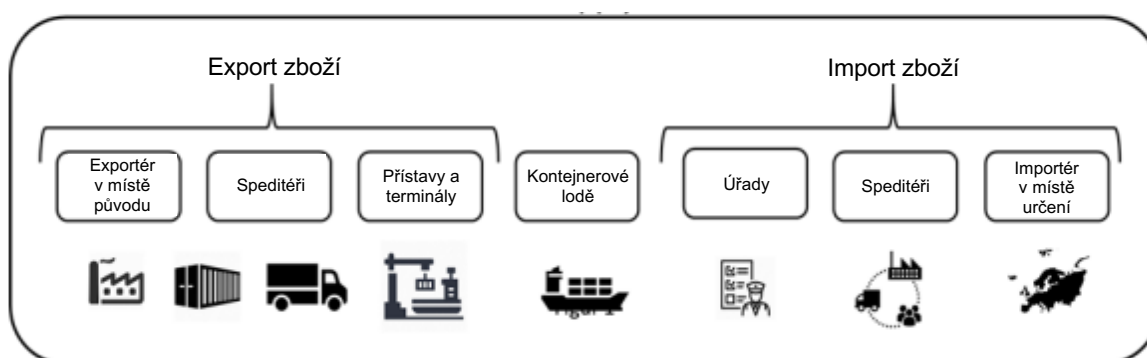 Export zboží
Import zboží
Exportér
v místě
původu
Speditéři
Přístavy a
terminály
Kontejnerové
lodě
Úřady
Speditéři
Importér
v místě
určení